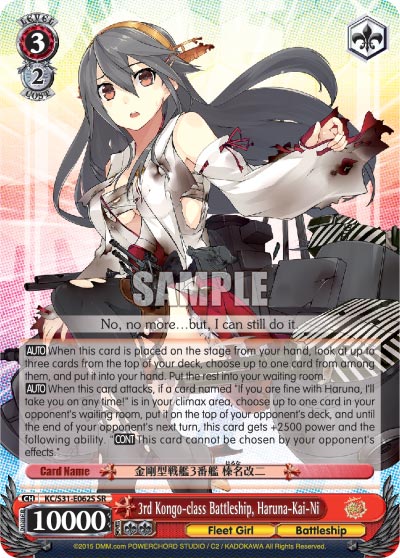 LEVEL
3
2
COST
SAMPLE
No, no more...but, I can still do it.
AUTO When this card is placed on the stage from your hand, look at up to
three cards from the top of your deck, choose up to one card from among
them, and put it into your hand. Put the rest into your waiting room.
AUTO When this card attacks, if a card named "If you are fine with Haruna, I'll
take you on any time!" is in your climax area, choose up to one card in your
opponent's waiting room, put it on the top of your opponent's deck, and until
the end of your opponent's next turn, this card gets +2500 power and the
following ability. "CONT This card cannot be chosen by your opponent's
effects."
Card Name
金剛型戦艦3番艦 榛名改二
はるな
CH KC/S31-E062S SR
3rd Kongo-class Battleship, Haruna-Kai-Ni
POWER
10000
Fleet Girl
Battleship
©2015 DMM.com POWERCHORD STUDIO / C2 / KADOKAWA All Rights Reserved.